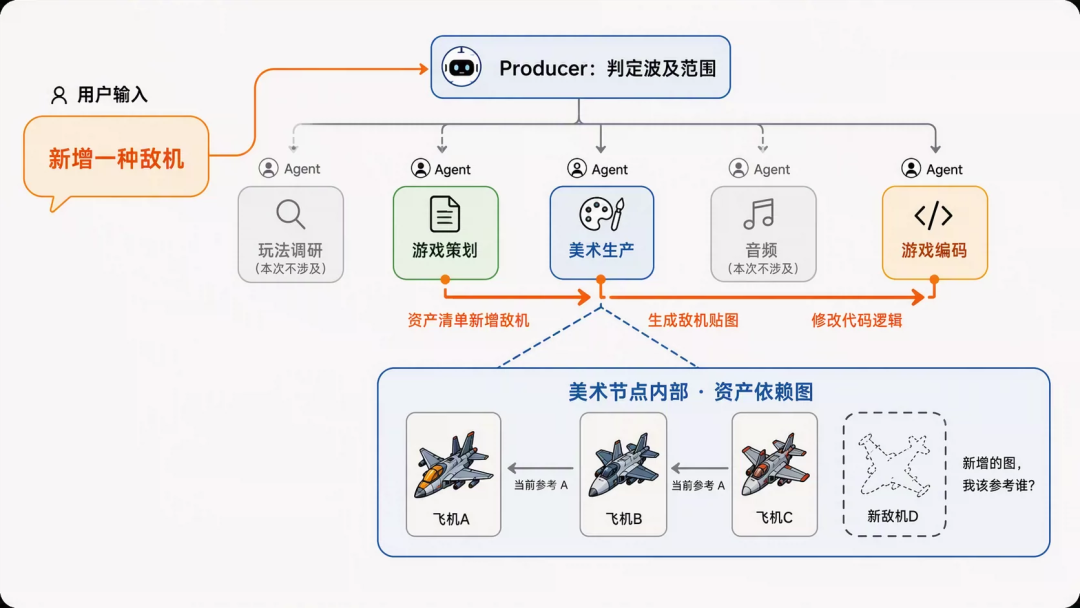 Producer：判定波及范围
用户输入
新增一种敌机
Agent
Agent
Agent
Agent
Agent
玩法调研
(本次不涉及)
游戏策划
美术生产
音频
(本次不涉及)
游戏编码
资产清单新增敌机
生成敌机贴图
修改代码逻辑
美术节点内部 · 资产依赖图
当前参考 A
当前参考 A
飞机A
飞机B
飞机C
新敌机D
新增的图，
我该参考谁？